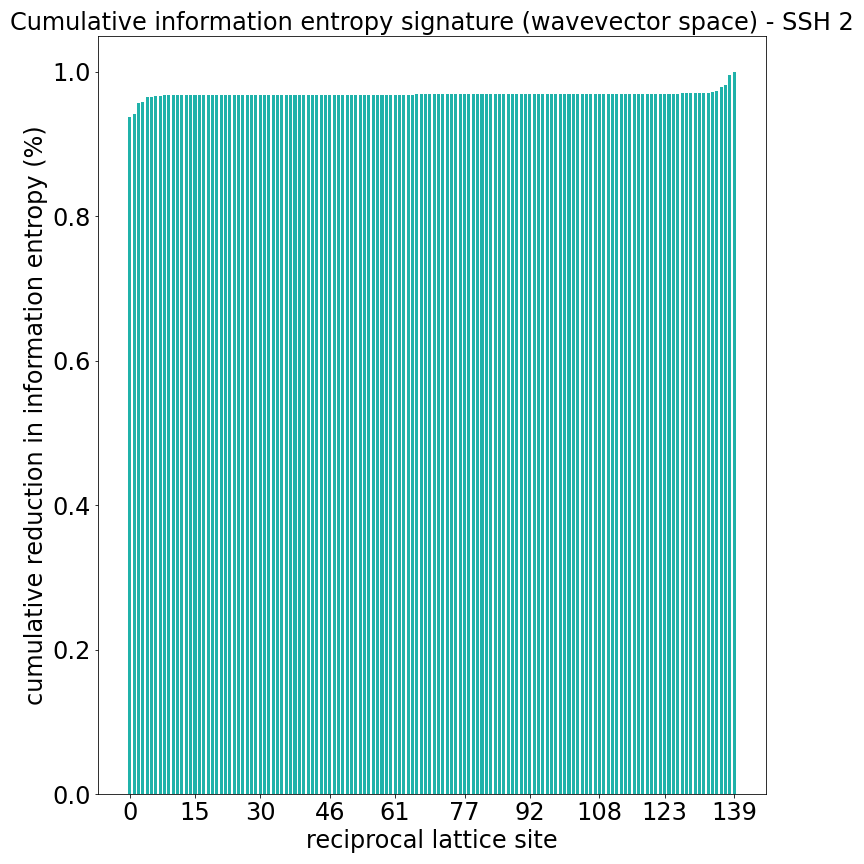 Cumulative information entropy signature (wavevector space) - SSH 2
cumulative reduction in information entropy (%)
1.0
0.8
0.6
0.4
0.2
0.0
0 15 30 46 61 77 92 108 123 139
reciprocal lattice site